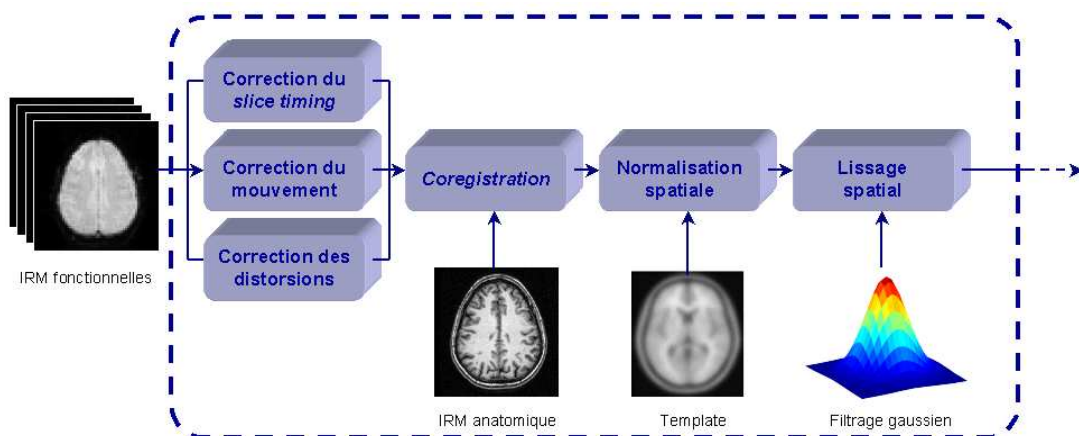 Correction du
slice timing
Correction du
mouvement
Correction des
distorsions
Coregistration
Normalisation
spatiale
Lissage
spatial
IRM fonctionnelles
IRM anatomique
Template
Filtrage gaussien